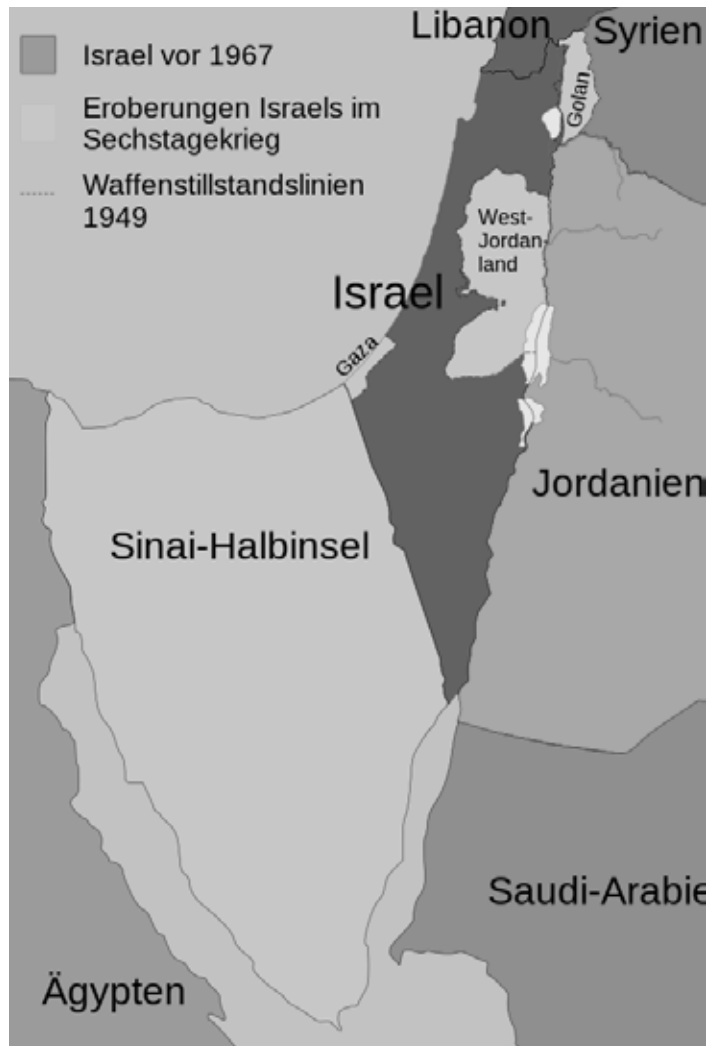 Libanon
Syrien
Israel vor 1967
Eroberungen Israels im
Sechstagekrieg
Waffenstillstandslinien
1949
Golan
West-
Jordan-
land
Israel
Gaza
Jordanien
Sinai-Halbinsel
Saudi-Arabie
Ägypten